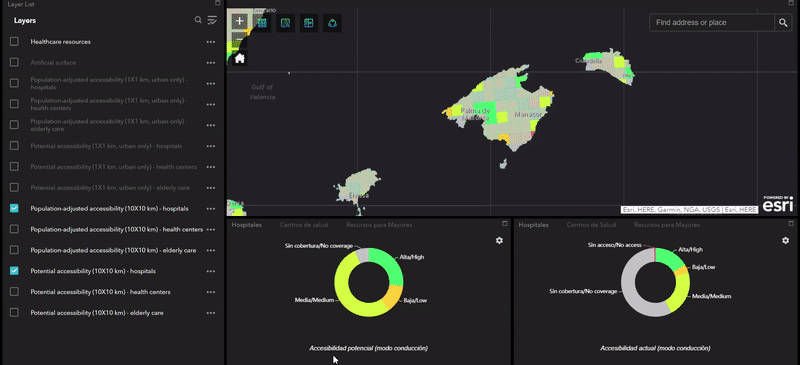 Layer List
Layers
Healthcare resources
Artificial surface
Population-adjusted accessibility (1X1 km, urban only) -
hospitals
Population-adjusted accessibility (1X1 km, urban only) -
health centers
Population-adjusted accessibility (1X1 km, urban only) -
elderly care
Potential accessibility (1X1 km, urban only) - hospitals
Potential accessibility (1X1 km, urban only) - health centers
Potential accessibility (1X1 km, urban only) - elderly care
Population-adjusted accessibility (10X10 km) - hospitals
Population-adjusted accessibility (10X10 km) - health centers
Population-adjusted accessibility (10X10 km) - elderly care
Potential accessibility (10X10 km) - hospitals
Potential accessibility (10X10 km) - health centers
Potential accessibility (10X10 km) - elderly care
Find address or place
Gulf of
Valencia
Palma de
Manacor
Esri, HERE, Garmin, NGA, USGS | Esri, HERE
POWERED BY
esri
Hospitales
Centros de salud
Recursos para Mayores
Sin cobertura/No coverage
Alta/High
Media/Medium
Baja/Low
Accesibilidad potencial (modo conducción)
Hospitales
Centros de Salud
Recursos para Mayores
Sin acceso/No access
Alta/High
Baja/Low
Sin cobertura/No coverage
Media/Medium
Accesibilidad actual (modo conducción)